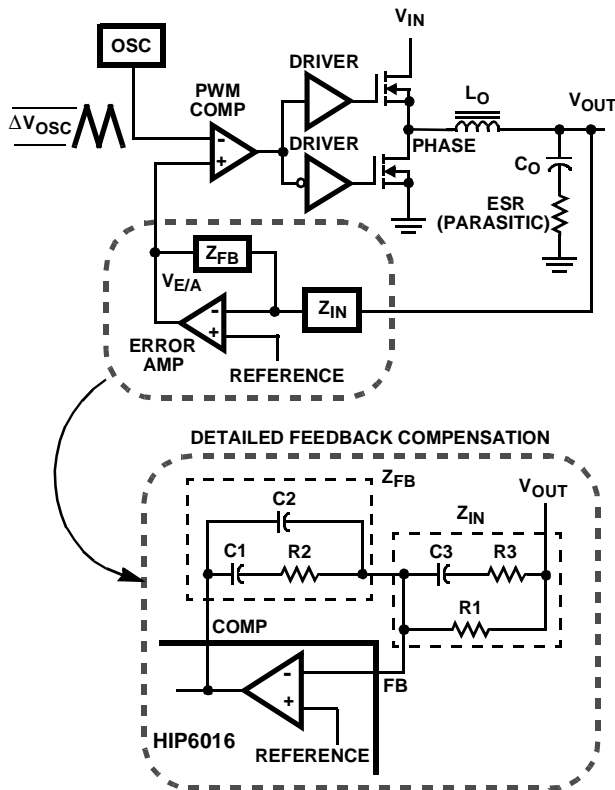 OSC
V_IN
DRIVER
PWM
COMP
L_O
V_OUT
ΔV_OSC
DRIVER
PHASE
C_O
ESR
(PARASITIC)
Z_FB
V_E/A
Z_IN
ERROR
AMP
REFERENCE
DETAILED FEEDBACK COMPENSATION
Z_FB
V_OUT
C2
Z_IN
C1
R2
C3
R3
R1
COMP
FB
HIP6016
REFERENCE